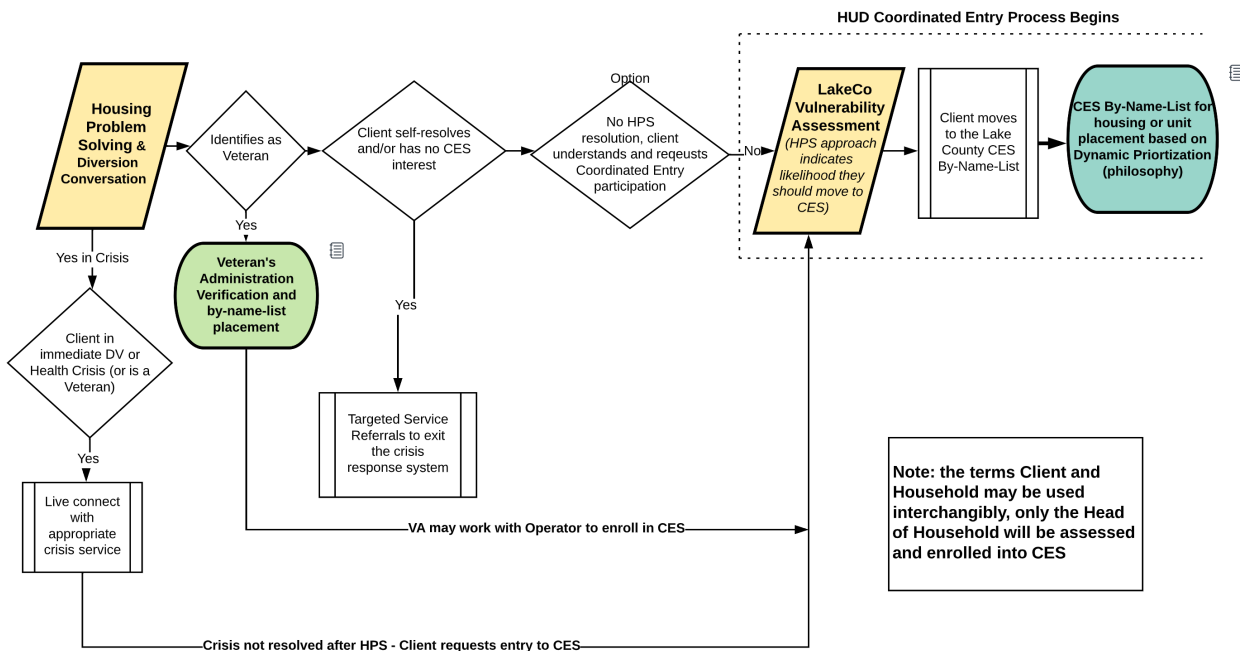 HUD Coordinated Entry Process Begins
Housing
Problem
Solving &
Diversion
Conversation
Identifies as
Veteran
Client self-resolves
and/or has no CES
interest
Option
No HPS
resolution, client
understands and reqeusts
Coordinated Entry
participation
No
LakeCo
Vulnerability
Assessment
(HPS approach
indicates
likelihood they
should move to
CES)
Client moves
to the Lake
County CES
By-Name-List
CES By-Name-List for
housing or unit
placement based on
Dynamic Priortization
(philosophy)
Yes in Crisis
Yes
Veteran's
Administration
Verification and
by-name-list
placement
Yes
Client in
immediate DV or
Health Crisis (or is a
Veteran)
Targeted Service
Referrals to exit
the crisis
response system
Yes
Live connect
with
appropriate
crisis service
Note: the terms Client and
Household may be used
interchangibly, only the Head
of Household will be assessed
and enrolled into CES
VA may work with Operator to enroll in CES
Crisis not resolved after HPS - Client requests entry to CES